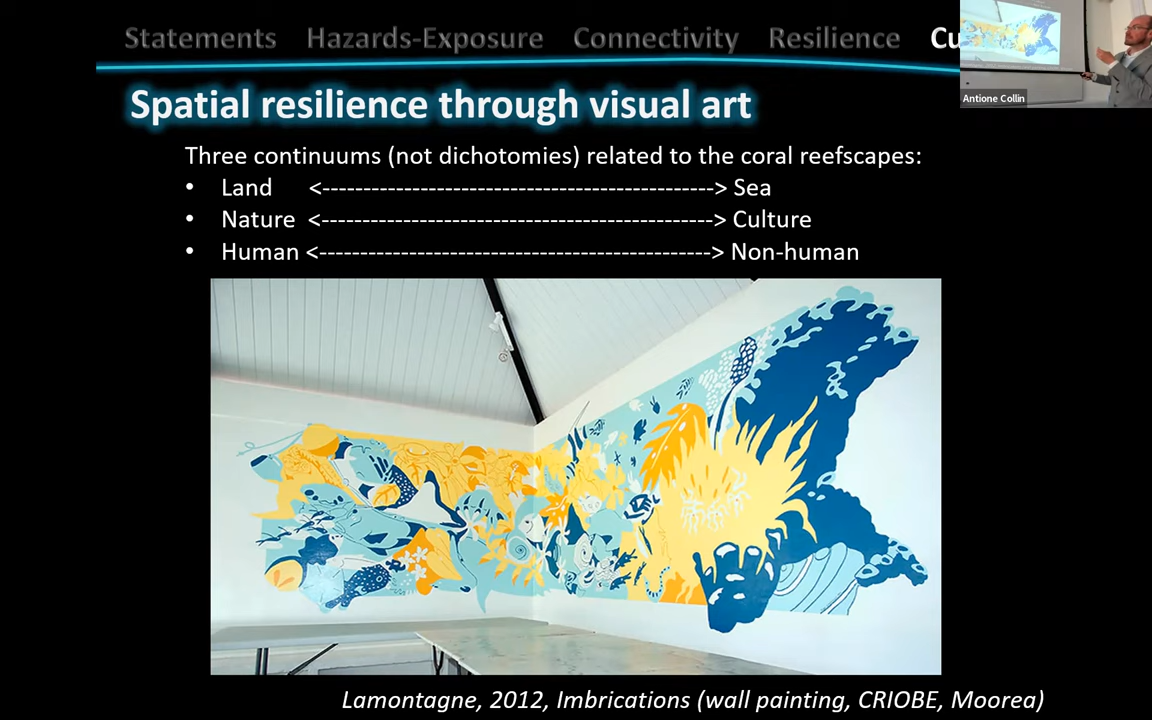 Statements Hazards-Exposure Connectivity Resilience Cu
Antione Collin
Spatial resilience through visual art
Three continuums (not dichotomies) related to the coral reefscapes:
• Land <-------------------------------------------------> Sea
• Nature <-------------------------------------------------> Culture
• Human <-------------------------------------------------> Non-human
Lamontagne, 2012, Imbrications (wall painting, CRIOBE, Moorea)